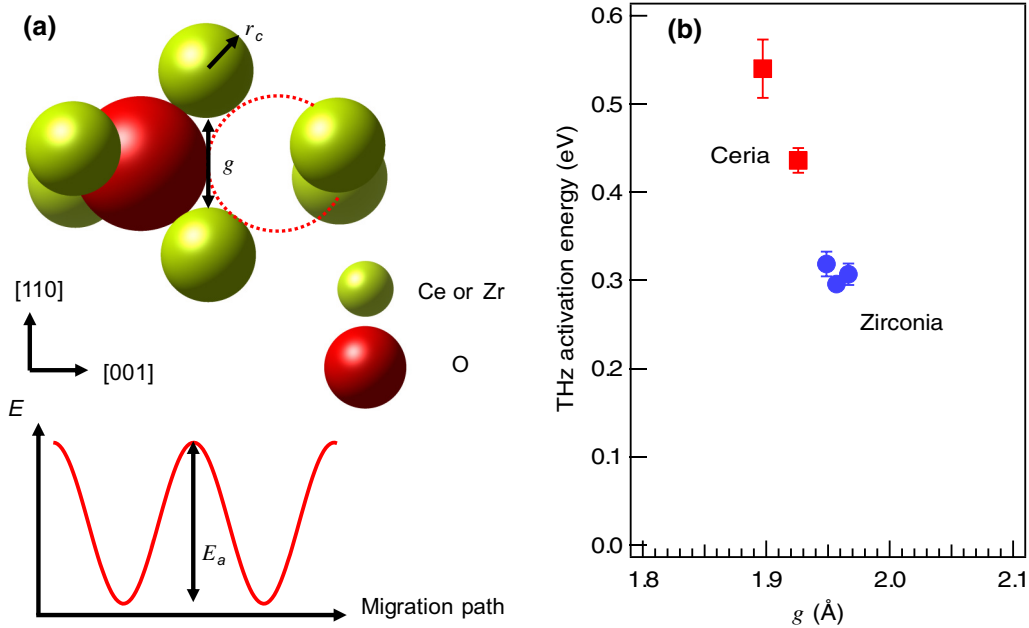 (a)
r_c
g
[110]
[001]
Ce or Zr
O
E
E_a
Migration path
(b)
THz activation energy (eV)
0.6
0.5
0.4
0.3
0.2
0.1
0.0
Ceria
Zirconia
1.8
1.9
2.0
2.1
g (Å)